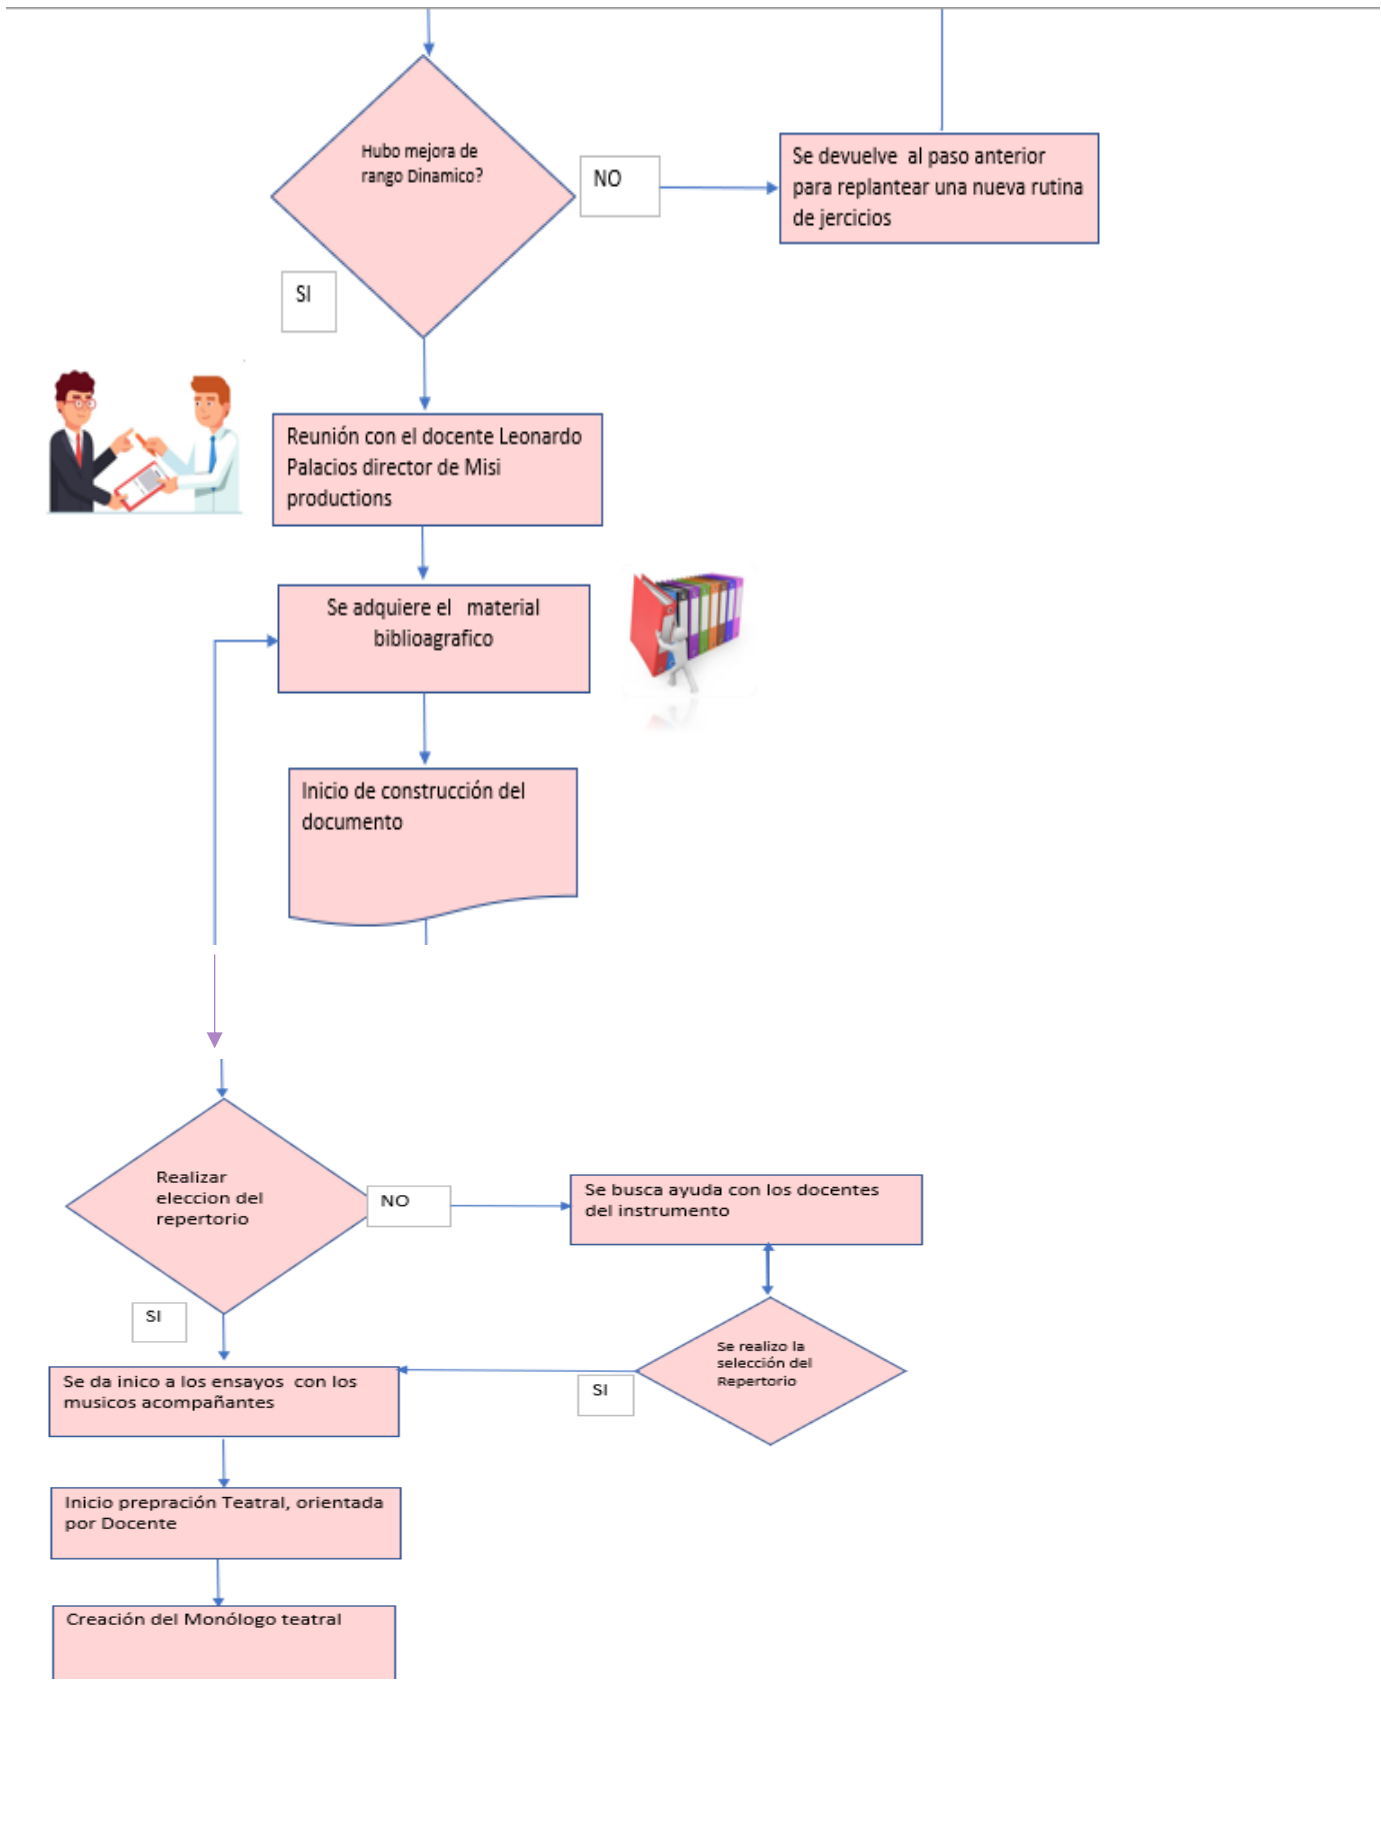 Hubo mejora de
rango Dinamico?
NO
Se devuelve al paso anterior
para replantear una nueva rutina
de jercicios
SI
Reunión con el docente Leonardo
Palacios director de Misi
productions
Se adquiere el material
biblioagrafico
Inicio de construcción del
documento
Realizar
eleccion del
repertorio
NO
Se busca ayuda con los docentes
del instrumento
SI
Se realizo la
selección del
Repertorio
SI
Se da inico a los ensayos con los
musicos acompañantes
Inicio prepración Teatral, orientada
por Docente
Creación del Monólogo teatral